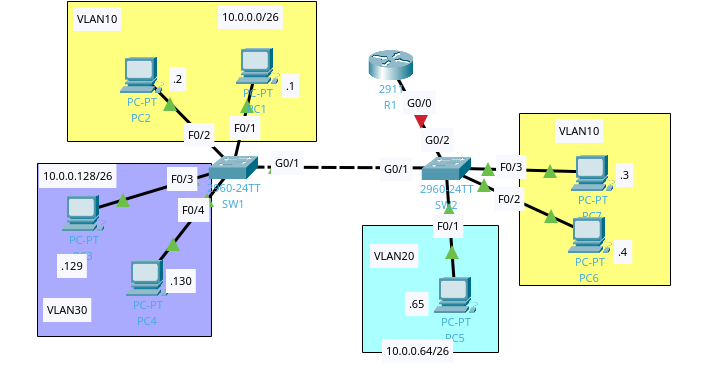 VLAN10
10.0.0.0/26
.2
.1
PC-PT
PC2
PC-PT
PC1
F0/2
F0/1
R1
G0/0
G0/2
VLAN10
F0/3
.3
PC-PT
PC7
F0/2
.4
PC-PT
PC6
G0/1
G0/1
2960-24TT
SW1
2960-24TT
SW2
10.0.0.128/26
F0/3
F0/4
PC-PT
.129
.130
PC-PT
PC4
VLAN30
F0/1
VLAN20
.65
PC-PT
PC5
10.0.0.64/26